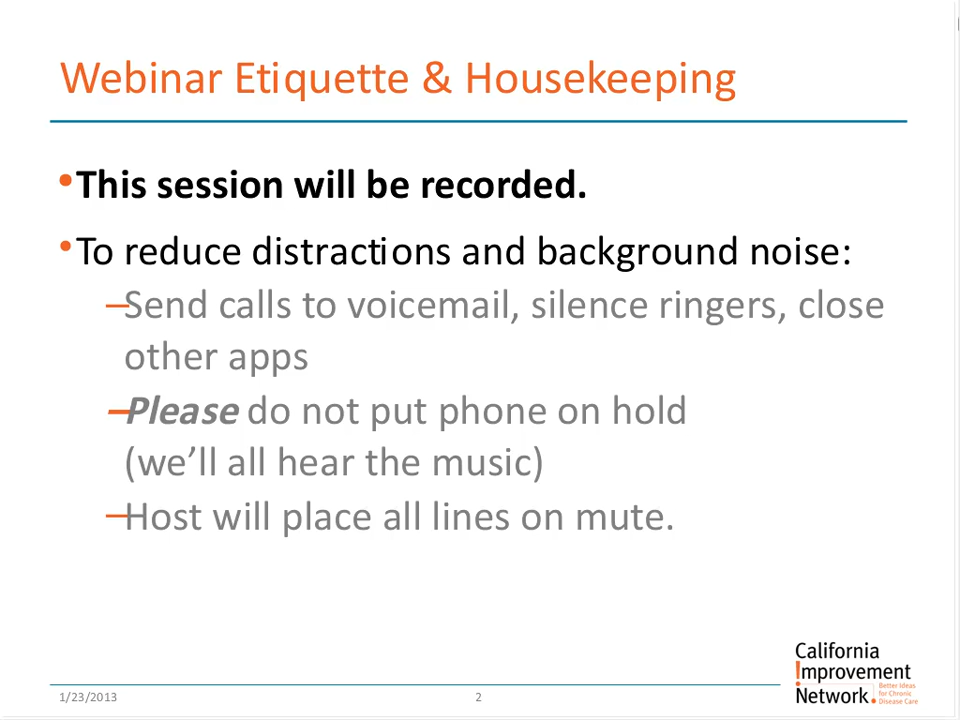 Webinar Etiquette & Housekeeping
•This session will be recorded.
•To reduce distractions and background noise:
–Send calls to voicemail, silence ringers, close
other apps
–Please do not put phone on hold
(we’ll all hear the music)
–Host will place all lines on mute.
1/23/2013
2
California
Improvement
Network.
Better Ideas
for Chronic
Disease Care